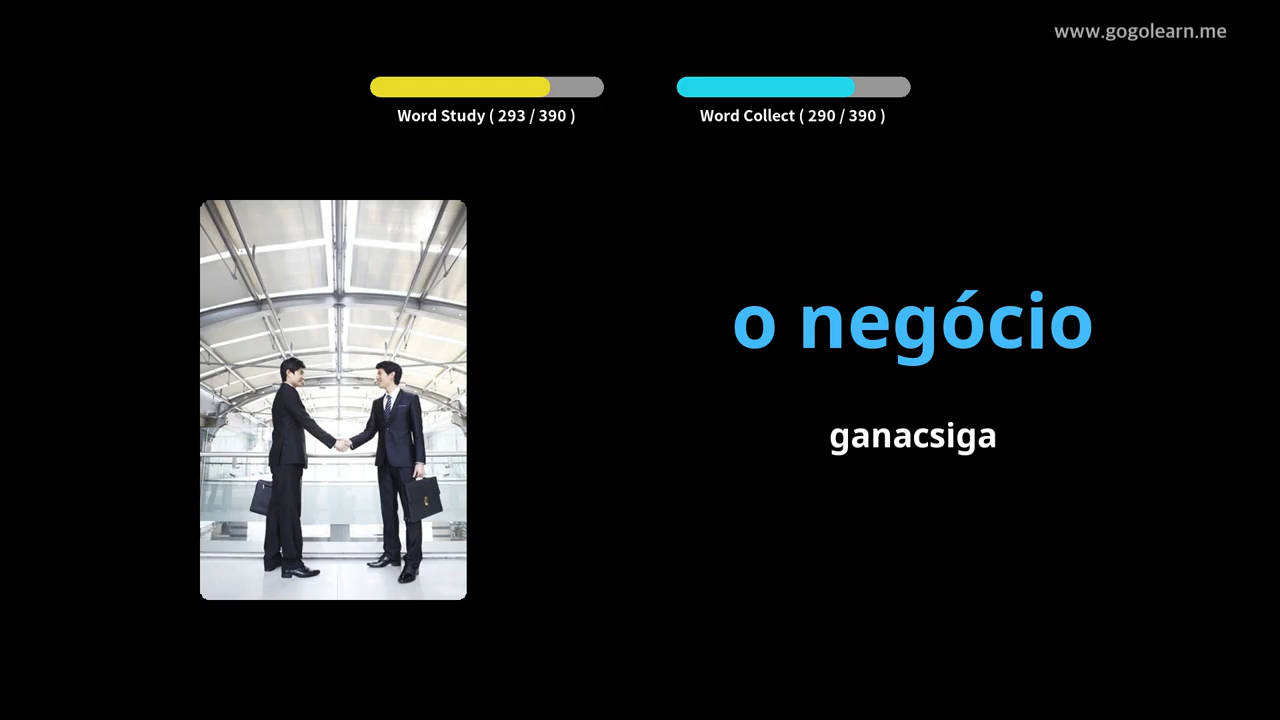 www.gogolearn.me
Word Study ( 293 / 390 )
Word Collect ( 290 / 390 )
o negócio
ganacsiga